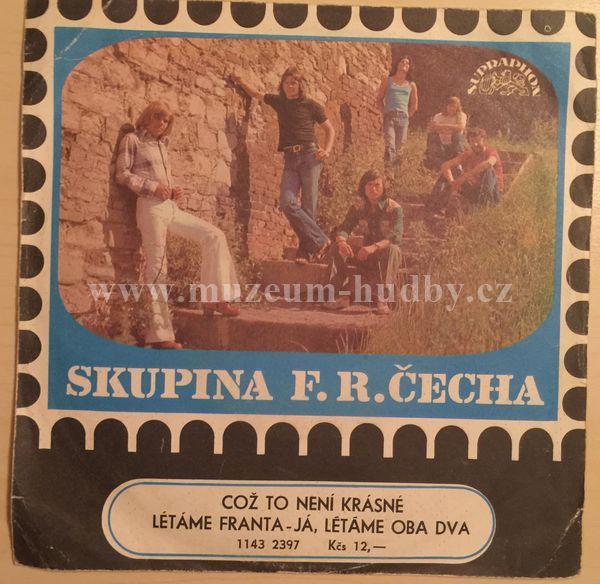 SUPRAPHON
www.muzeum-hudby.cz
SKUPINA F. R. ČECHA
COŽ TO NENÍ KRÁSNÉ
LÉTÁME FRANTA - JÁ, LÉTÁME OBA DVA
1143 2397 Kčs 12,—